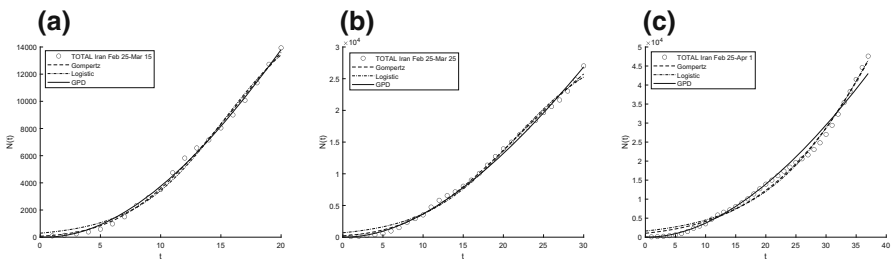 (a)
14000
12000
10000
8000
6000
4000
2000
0
N(t)
0 5 10 15 20
t
TOTAL Iran Feb 25-Mar 15
Gompertz
Logistic
GPD
(b)
×10⁴
3
2.5
2
1.5
1
0.5
0
N(t)
0 5 10 15 20 25 30
t
TOTAL Iran Feb 25-Mar 25
Gompertz
Logistic
GPD
(c)
×10⁴
5
4.5
4
3.5
3
2.5
2
1.5
1
0.5
0
N(t)
0 5 10 15 20 25 30 35 40
t
TOTAL Iran Feb 25-Apr 1
Gompertz
Logistic
GPD